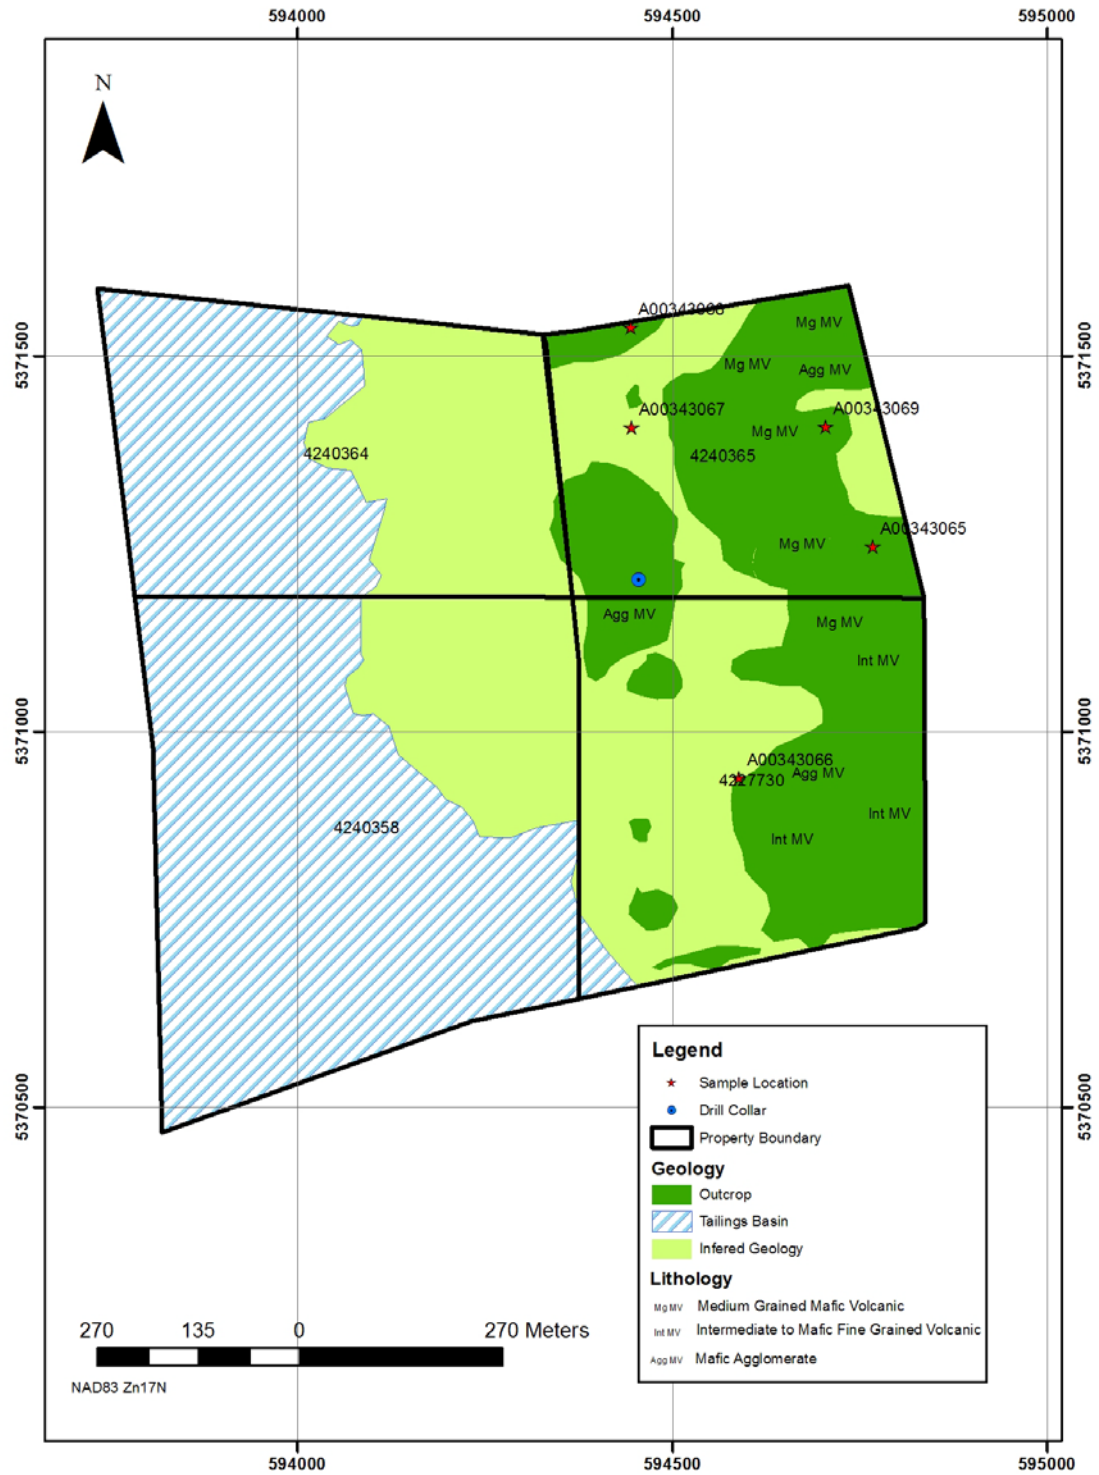 594000 594500 595000
N
A00343068
Mg MV
5371500 5371500
Mg MV
Agg MV
A00343067 A00343069
Mg MV
4240364 4240365
A00343065
Mg MV
Agg MV
Mg MV
Int MV
5371000 5371000
A00343066
Agg MV
4227730
Int MV
4240358
Int MV
Legend
Sample Location
Drill Collar
Property Boundary
Geology
Outcrop
Tailings Basin
Infered Geology
Lithology
Mg MV Medium Grained Mafic Volcanic
Int MV Intermediate to Mafic Fine Grained Volcanic
Agg MV Mafic Agglomerate
5370500 5370500
270 135 0 270 Meters
NAD83 Zn17N
594000 594500 595000